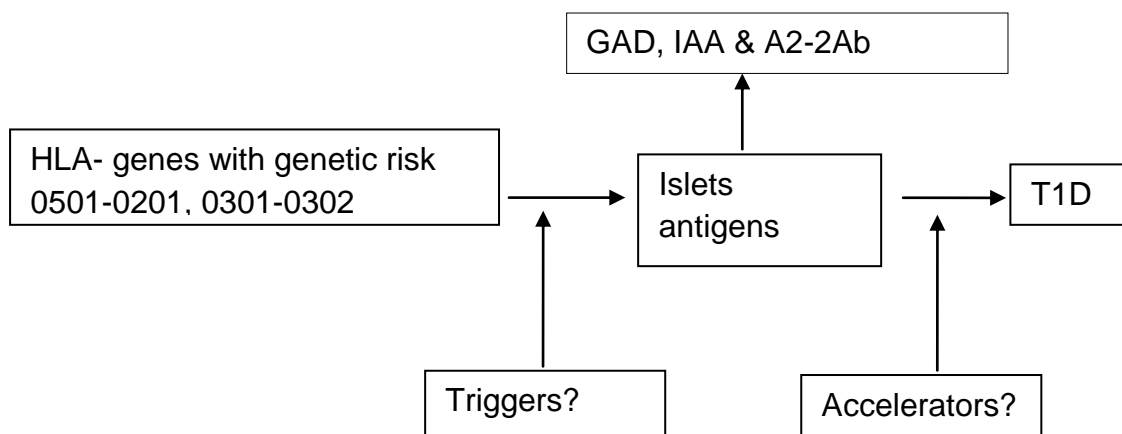 GAD, IAA & A2-2Ab
HLA- genes with genetic risk
0501-0201, 0301-0302
Islets
antigens
T1D
Triggers?
Accelerators?